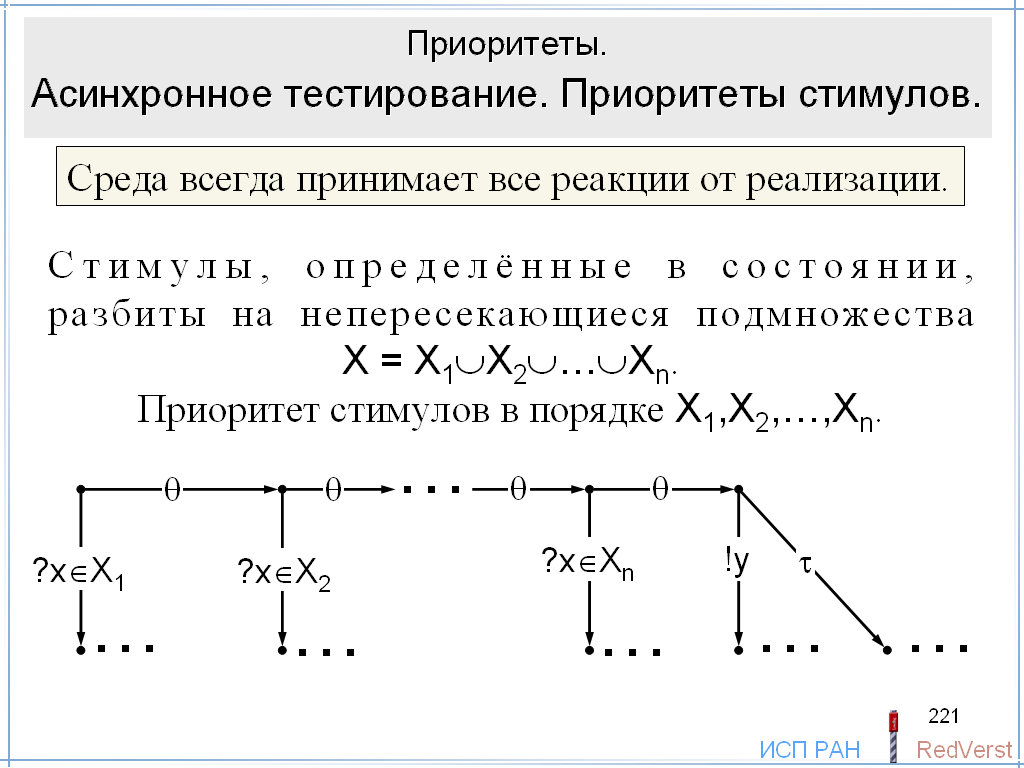 Приоритеты.
Асинхронное тестирование. Приоритеты стимулов.
Среда всегда принимает все реакции от реализации.
Стимулы, определённые в состоянии,
разбиты на непересекающиеся подмножества
X = X₁∪X₂∪…∪Xₙ.
Приоритет стимулов в порядке X₁,X₂,…,Xₙ.
θ θ ... θ θ
?x∈X₁ ?x∈X₂ ?x∈Xₙ !y τ
... ... ... ... ...
221
ИСП РАН RedVerst